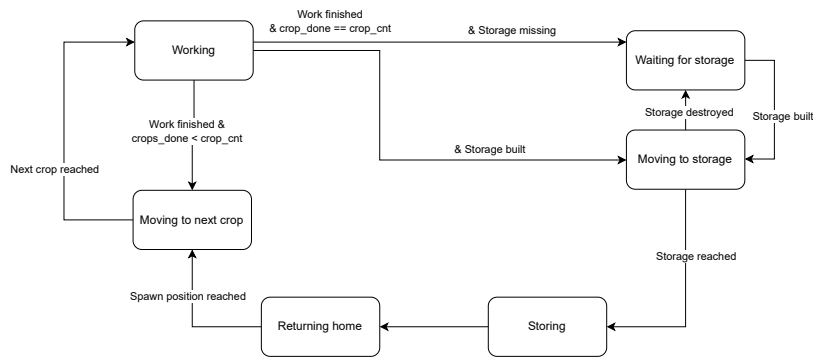 Work finished
& crop_done == crop_cnt
& Storage missing
Working
Waiting for storage
Storage destroyed
Storage built
Work finished &
crops_done < crop_cnt
& Storage built
Moving to storage
Next crop reached
Moving to next crop
Storage reached
Spawn position reached
Returning home
Storing